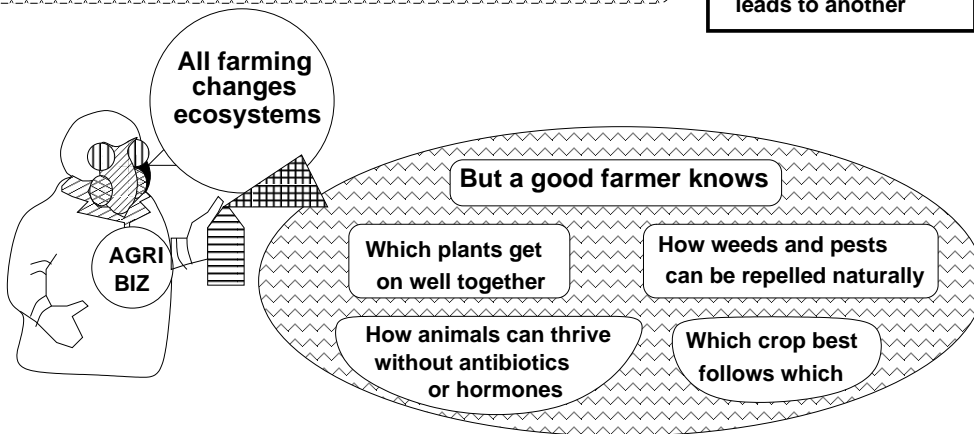 leads to another
All farming
changes
ecosystems
But a good farmer knows
AGRI
BIZ
Which plants get
on well together
How weeds and pests
can be repelled naturally
How animals can thrive
without antibiotics
or hormones
Which crop best
follows which